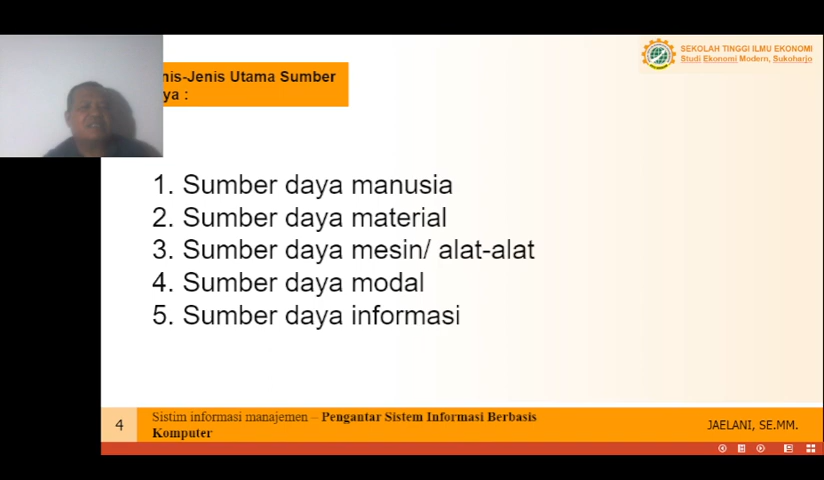 SEKOLAH TINGGI ILMU EKONOMI
Studi Ekonomi Modern, Sukoharjo
nis-Jenis Utama Sumber
ya :
1. Sumber daya manusia
2. Sumber daya material
3. Sumber daya mesin/ alat-alat
4. Sumber daya modal
5. Sumber daya informasi
4
Sistim informasi manajemen – Pengantar Sistem Informasi Berbasis
Komputer
JAELANI, SE.MM.